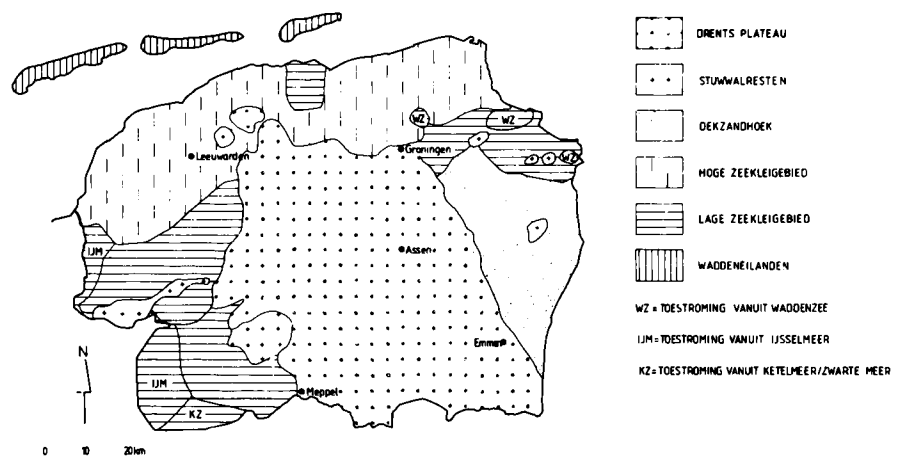 WZ
WZ
Leeuwarden
Groningen
WZ
IJM
Assen
Emmen
N
IJM
Meppel
KZ
0 10 20km
DRENTS PLATEAU
STUWWALRESTEN
DEKZANDHOEK
HOGE ZEEKLEIGEBIED
LAGE ZEEKLEIGEBIED
WADDENEILANDEN
WZ = TOESTROMING VANUIT WADDENZEE
IJM=TOESTROMING VANUIT IJSSELMEER
KZ=TOESTROMING VANUIT KETELMEER/ZWARTE MEER